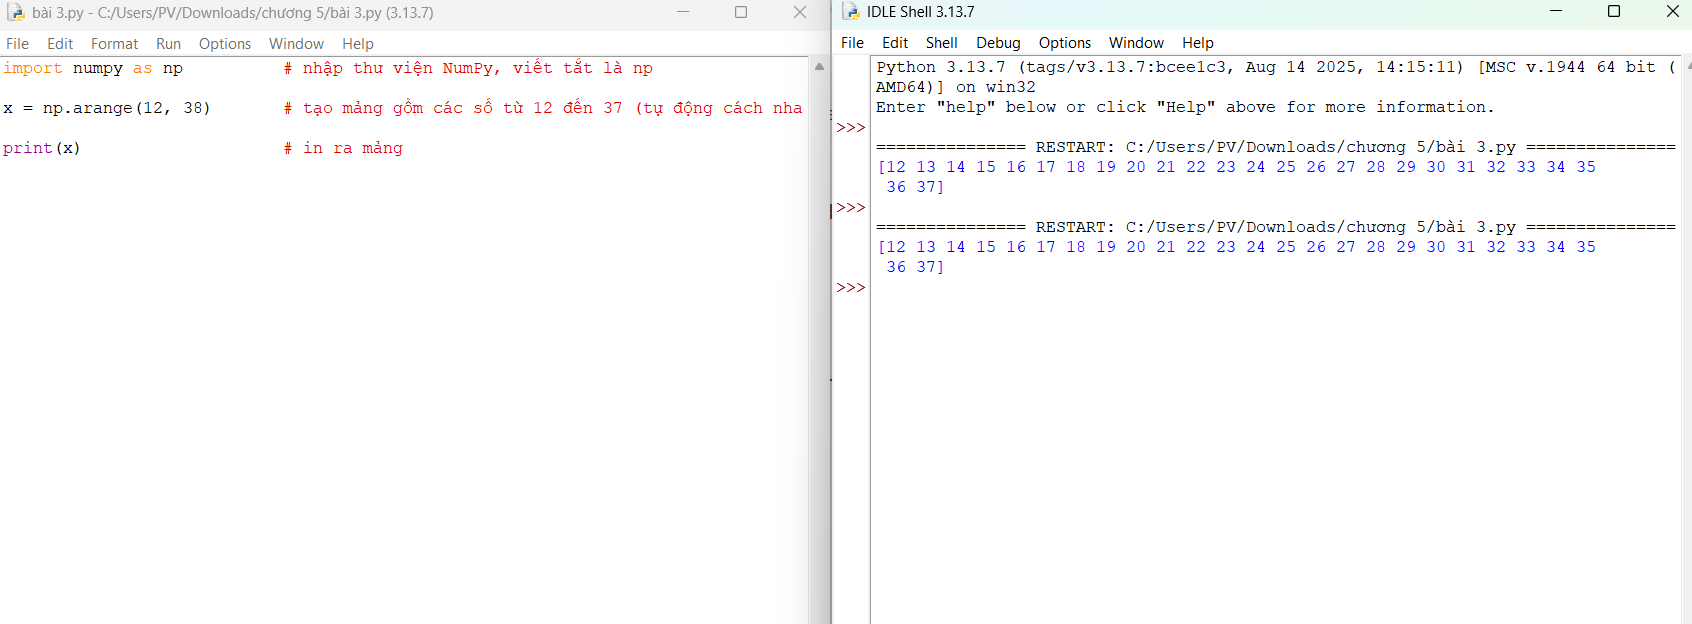 bài 3.py - C:/Users/PV/Downloads/chương 5/bài 3.py (3.13.7)
File Edit Format Run Options Window Help
import numpy as np # nhập thư viện NumPy, viết tắt là np
x = np.arange(12, 38) # tạo mảng gồm các số từ 12 đến 37 (tự động cách nha
print(x) # in ra mảng
IDLE Shell 3.13.7
File Edit Shell Debug Options Window Help
Python 3.13.7 (tags/v3.13.7:bcee1c3, Aug 14 2025, 14:15:11) [MSC v.1944 64 bit (
AMD64)] on win32
Enter "help" below or click "Help" above for more information.
>>>
=============== RESTART: C:/Users/PV/Downloads/chương 5/bài 3.py ===============
[12 13 14 15 16 17 18 19 20 21 22 23 24 25 26 27 28 29 30 31 32 33 34 35
36 37]
>>>
=============== RESTART: C:/Users/PV/Downloads/chương 5/bài 3.py ===============
[12 13 14 15 16 17 18 19 20 21 22 23 24 25 26 27 28 29 30 31 32 33 34 35
36 37]
>>>